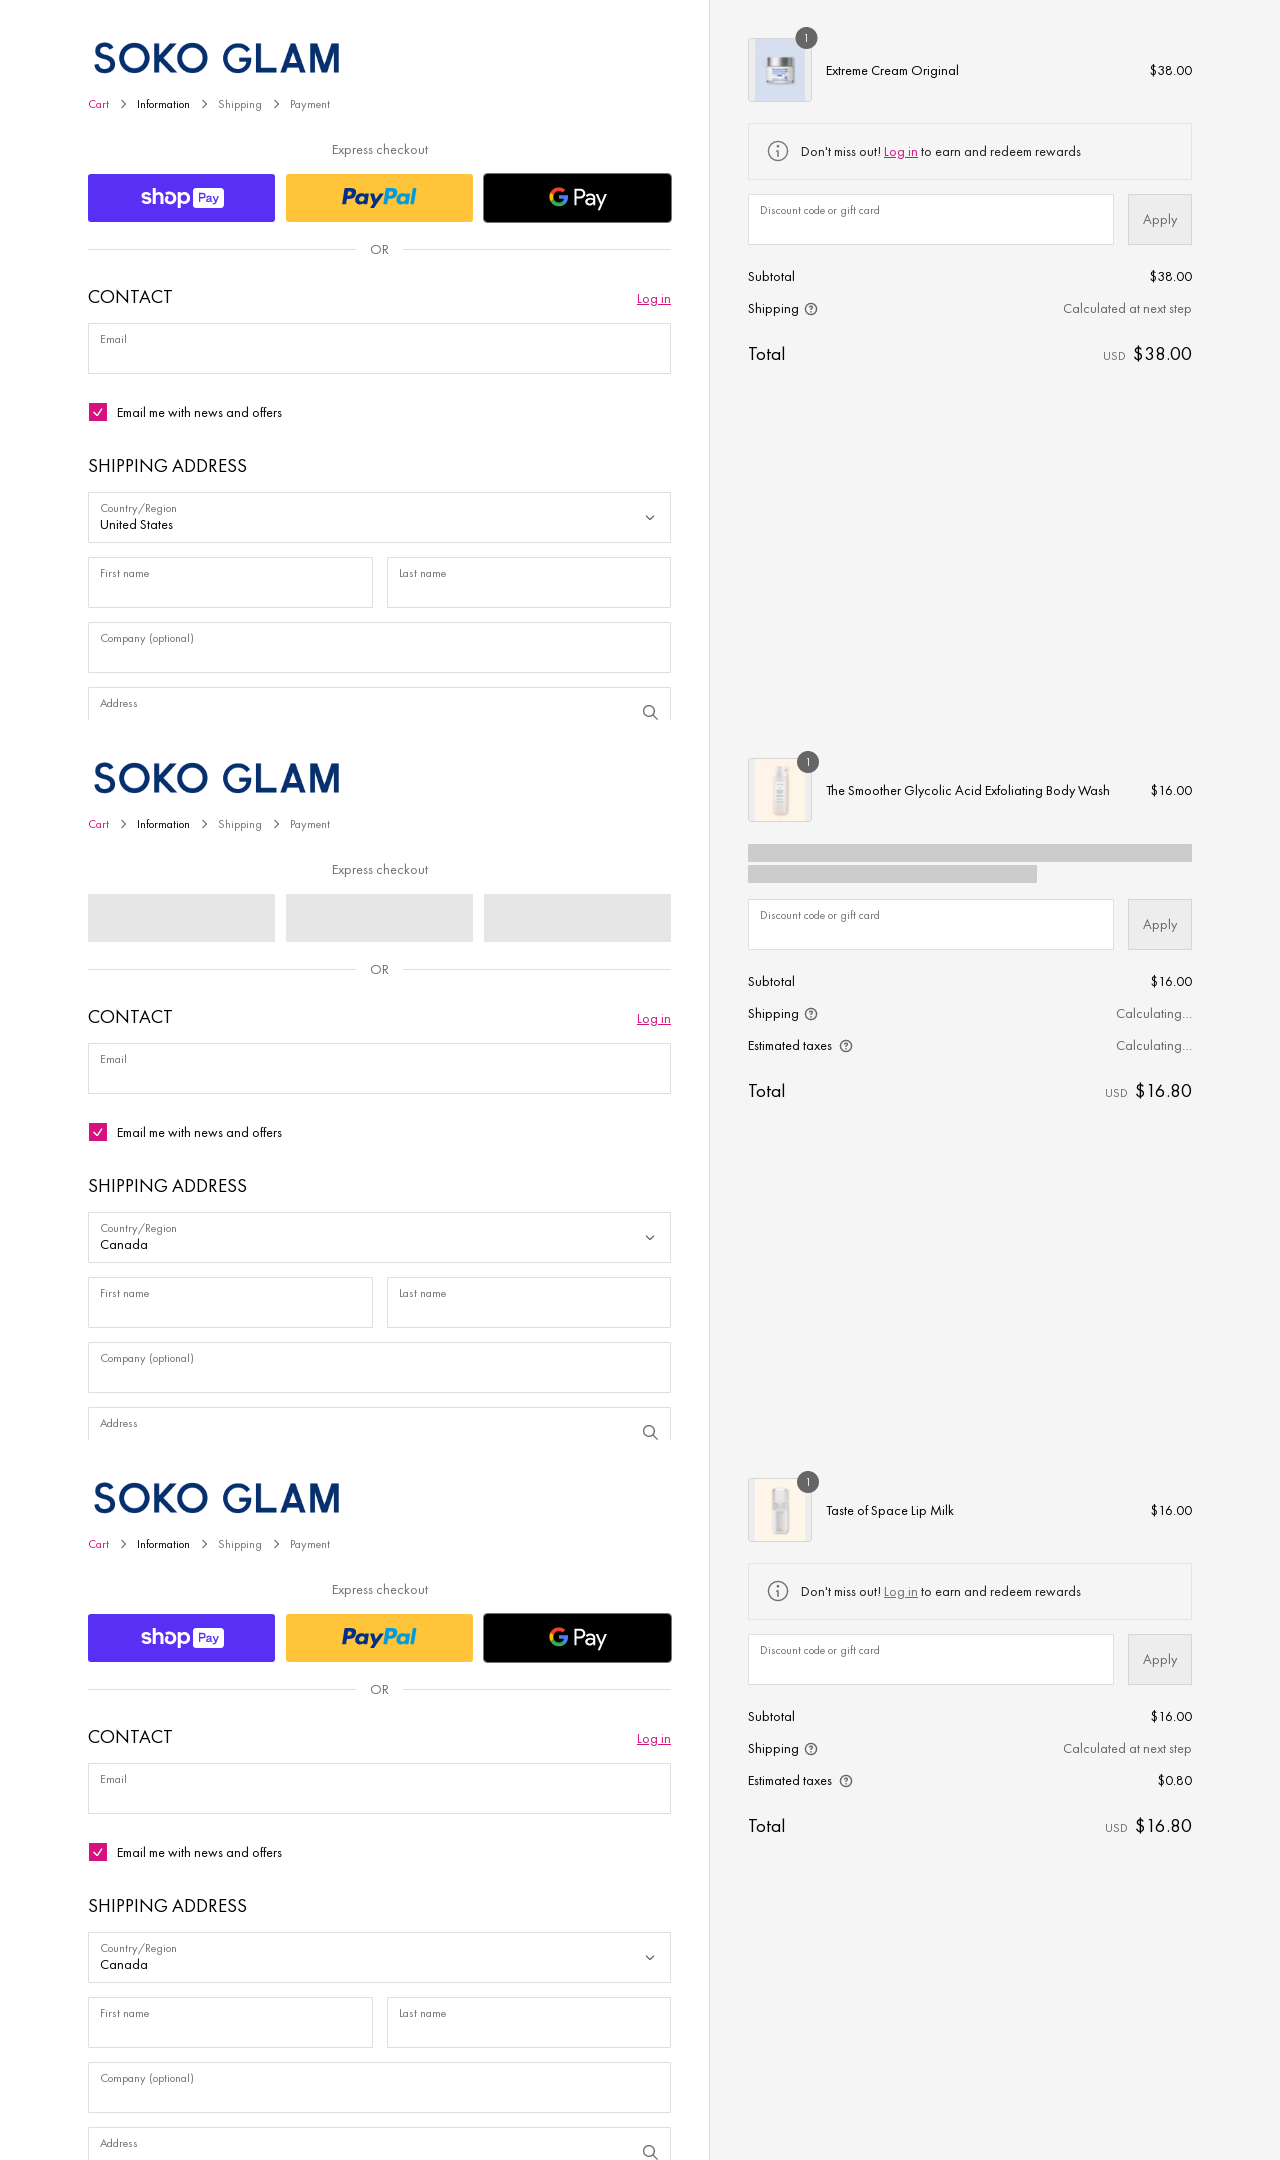 SOKO GLAM
Cart > Information > Shipping > Payment
Express checkout
shop Pay
PayPal
G Pay
OR
CONTACT
Log in
Email
Email me with news and offers
SHIPPING ADDRESS
Country/Region
United States
First name
Last name
Company (optional)
Address
1
Extreme Cream Original
$38.00
Don't miss out! Log in to earn and redeem rewards
Discount code or gift card
Apply
Subtotal
$38.00
Shipping
Calculated at next step
Total
USD $38.00
SOKO GLAM
Cart > Information > Shipping > Payment
Express checkout
OR
CONTACT
Log in
Email
Email me with news and offers
SHIPPING ADDRESS
Country/Region
Canada
First name
Last name
Company (optional)
Address
1
The Smoother Glycolic Acid Exfoliating Body Wash
$16.00
Discount code or gift card
Apply
Subtotal
$16.00
Shipping
Calculating...
Estimated taxes
Calculating...
Total
USD $16.80
SOKO GLAM
Cart > Information > Shipping > Payment
Express checkout
shop Pay
PayPal
G Pay
OR
CONTACT
Log in
Email
Email me with news and offers
SHIPPING ADDRESS
Country/Region
Canada
First name
Last name
Company (optional)
Address
1
Taste of Space Lip Milk
$16.00
Don't miss out! Log in to earn and redeem rewards
Discount code or gift card
Apply
Subtotal
$16.00
Shipping
Calculated at next step
Estimated taxes
$0.80
Total
USD $16.80